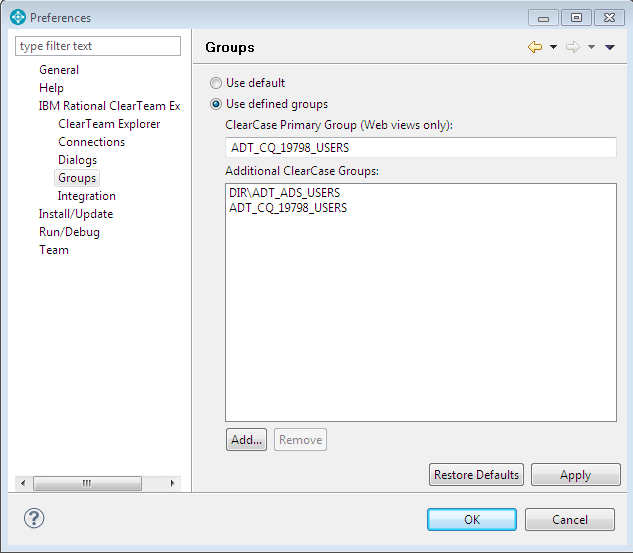 Preferences
type filter text
General
Help
IBM Rational ClearTeam Ex
ClearTeam Explorer
Connections
Dialogs
Groups
Integration
Install/Update
Run/Debug
Team
Groups
Use default
Use defined groups
ClearCase Primary Group (Web views only):
ADT_CQ_19798_USERS
Additional ClearCase Groups:
DIR\ADT_ADS_USERS
ADT_CQ_19798_USERS
Add... Remove
Restore Defaults Apply
? OK Cancel